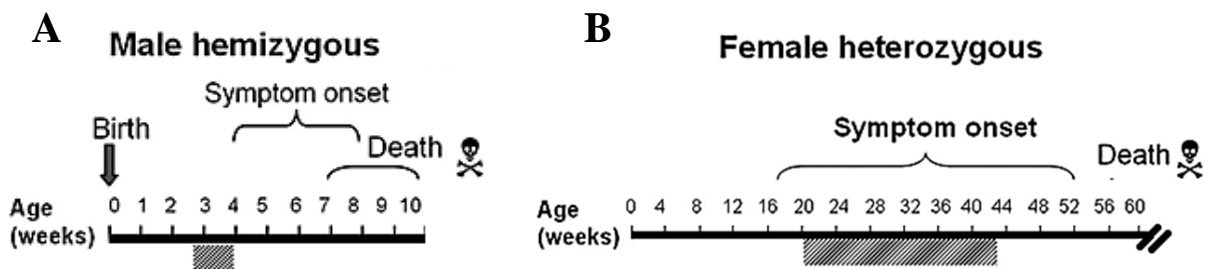 A
Male hemizygous
Symptom onset
Birth
Death
Age (weeks)
0 1 2 3 4 5 6 7 8 9 10
B
Female heterozygous
Symptom onset
Death
Age (weeks)
0 4 8 12 16 20 24 28 32 36 40 44 48 52 56 60